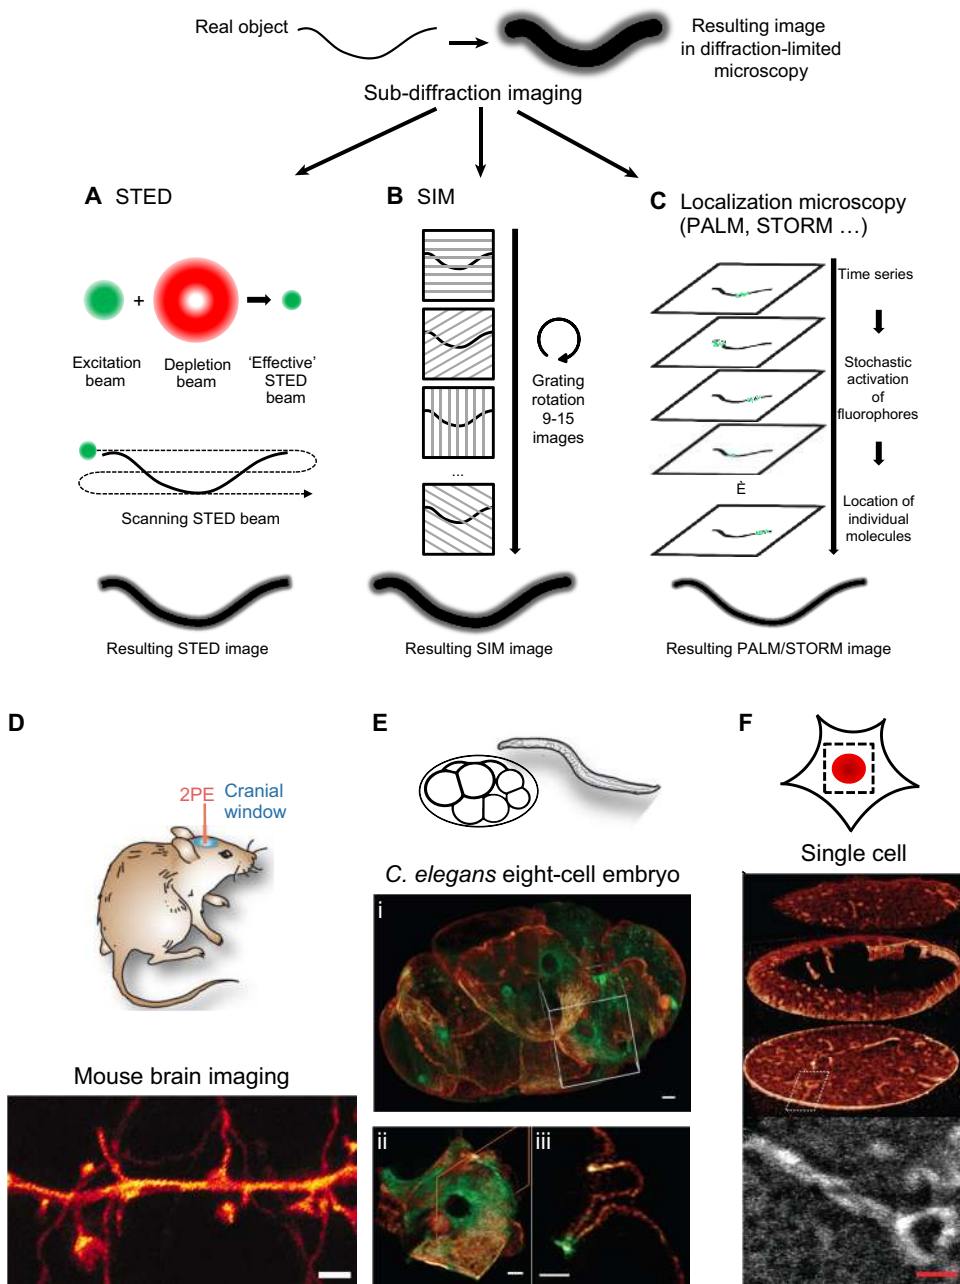 Real object
Resulting image
in diffraction-limited
microscopy
Sub-diffraction imaging
A STED
Excitation
beam
+
Depletion
beam
‘Effective’
STED
beam
Scanning STED beam
Resulting STED image
B SIM
...
Grating
rotation
9-15
images
Resulting SIM image
C Localization microscopy
(PALM, STORM ...)
Time series
Stochastic
activation
of
fluorophores
È
Location of
individual
molecules
Resulting PALM/STORM image
D
2PE
Cranial
window
Mouse brain imaging
E
C. elegans eight-cell embryo
i
ii
iii
F
Single cell